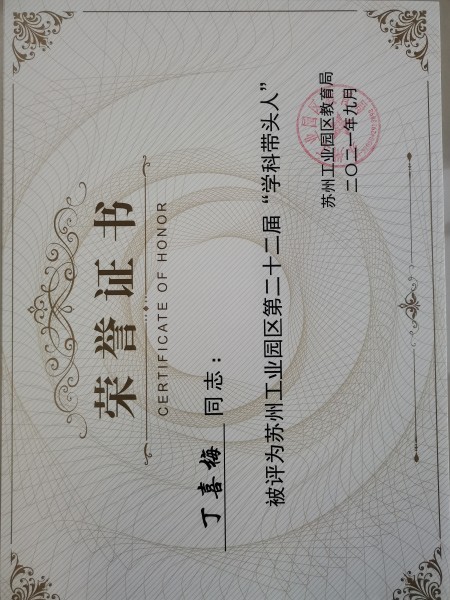 荣誉证书
CERTIFICATE OF HONOR
丁喜梅 同志：
被评为苏州工业园区第二十二届“学科带头人”
苏州工业园区教育局
二〇二一年九月